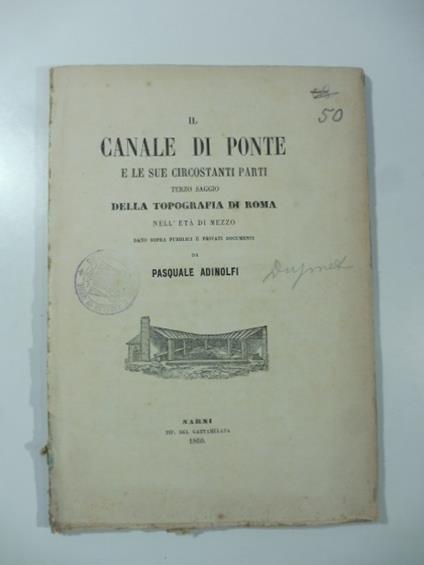 50
IL
CANALE DI PONTE
E LE SUE CIRCOSTANTI PARTI
TERZO SAGGIO
DELLA TOPOGRAFIA DI ROMA
NELL'ETÀ DI MEZZO
DATO SOPRA PUBBLICI E PRIVATI DOCUMENTI
DA
PASQUALE ADINOLFI
NARNI
TIP. DEL GATTAMELATA
1860.